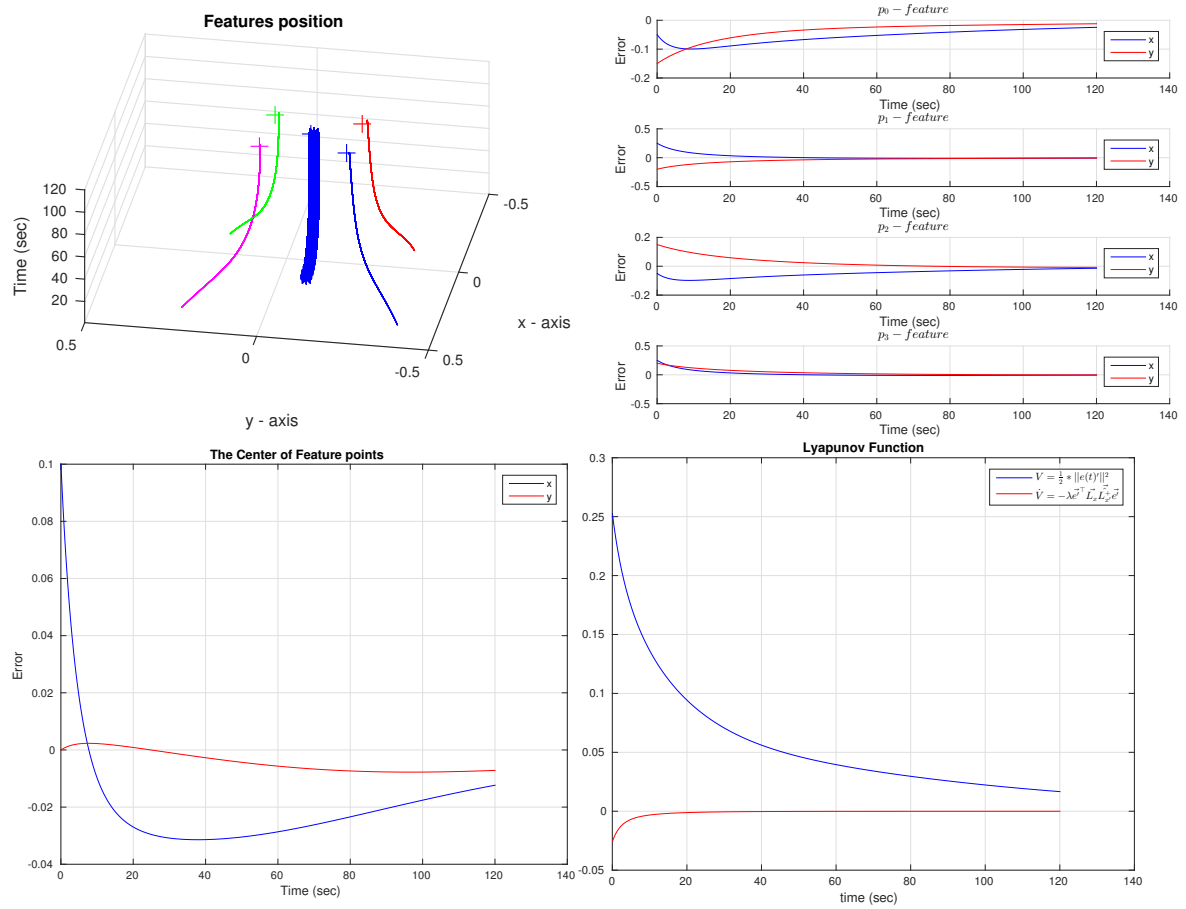 Features position
120
100
80
60
40
20
Time (sec)
0.5
0
-0.5
y - axis
0.5
0
-0.5
x - axis
p₀ − feature
0
-0.1
-0.2
Error
x
y
0 20 40 60 80 100 120 140
Time (sec)
p₁ − feature
0.5
0
-0.5
Error
x
y
0 20 40 60 80 100 120 140
Time (sec)
p₂ − feature
0.2
0
-0.2
Error
x
y
0 20 40 60 80 100 120 140
Time (sec)
p₃ − feature
0.5
0
-0.5
Error
x
y
0 20 40 60 80 100 120 140
Time (sec)
The Center of Feature points
0.1
0.08
0.06
0.04
0.02
0
-0.02
-0.04
Error
x
y
0 20 40 60 80 100 120 140
Time (sec)
Lyapunov Function
0.3
0.25
0.2
0.15
0.1
0.05
0
-0.05
V = ½ * ||e(t)′||²
0 20 40 60 80 100 120 140
time (sec)